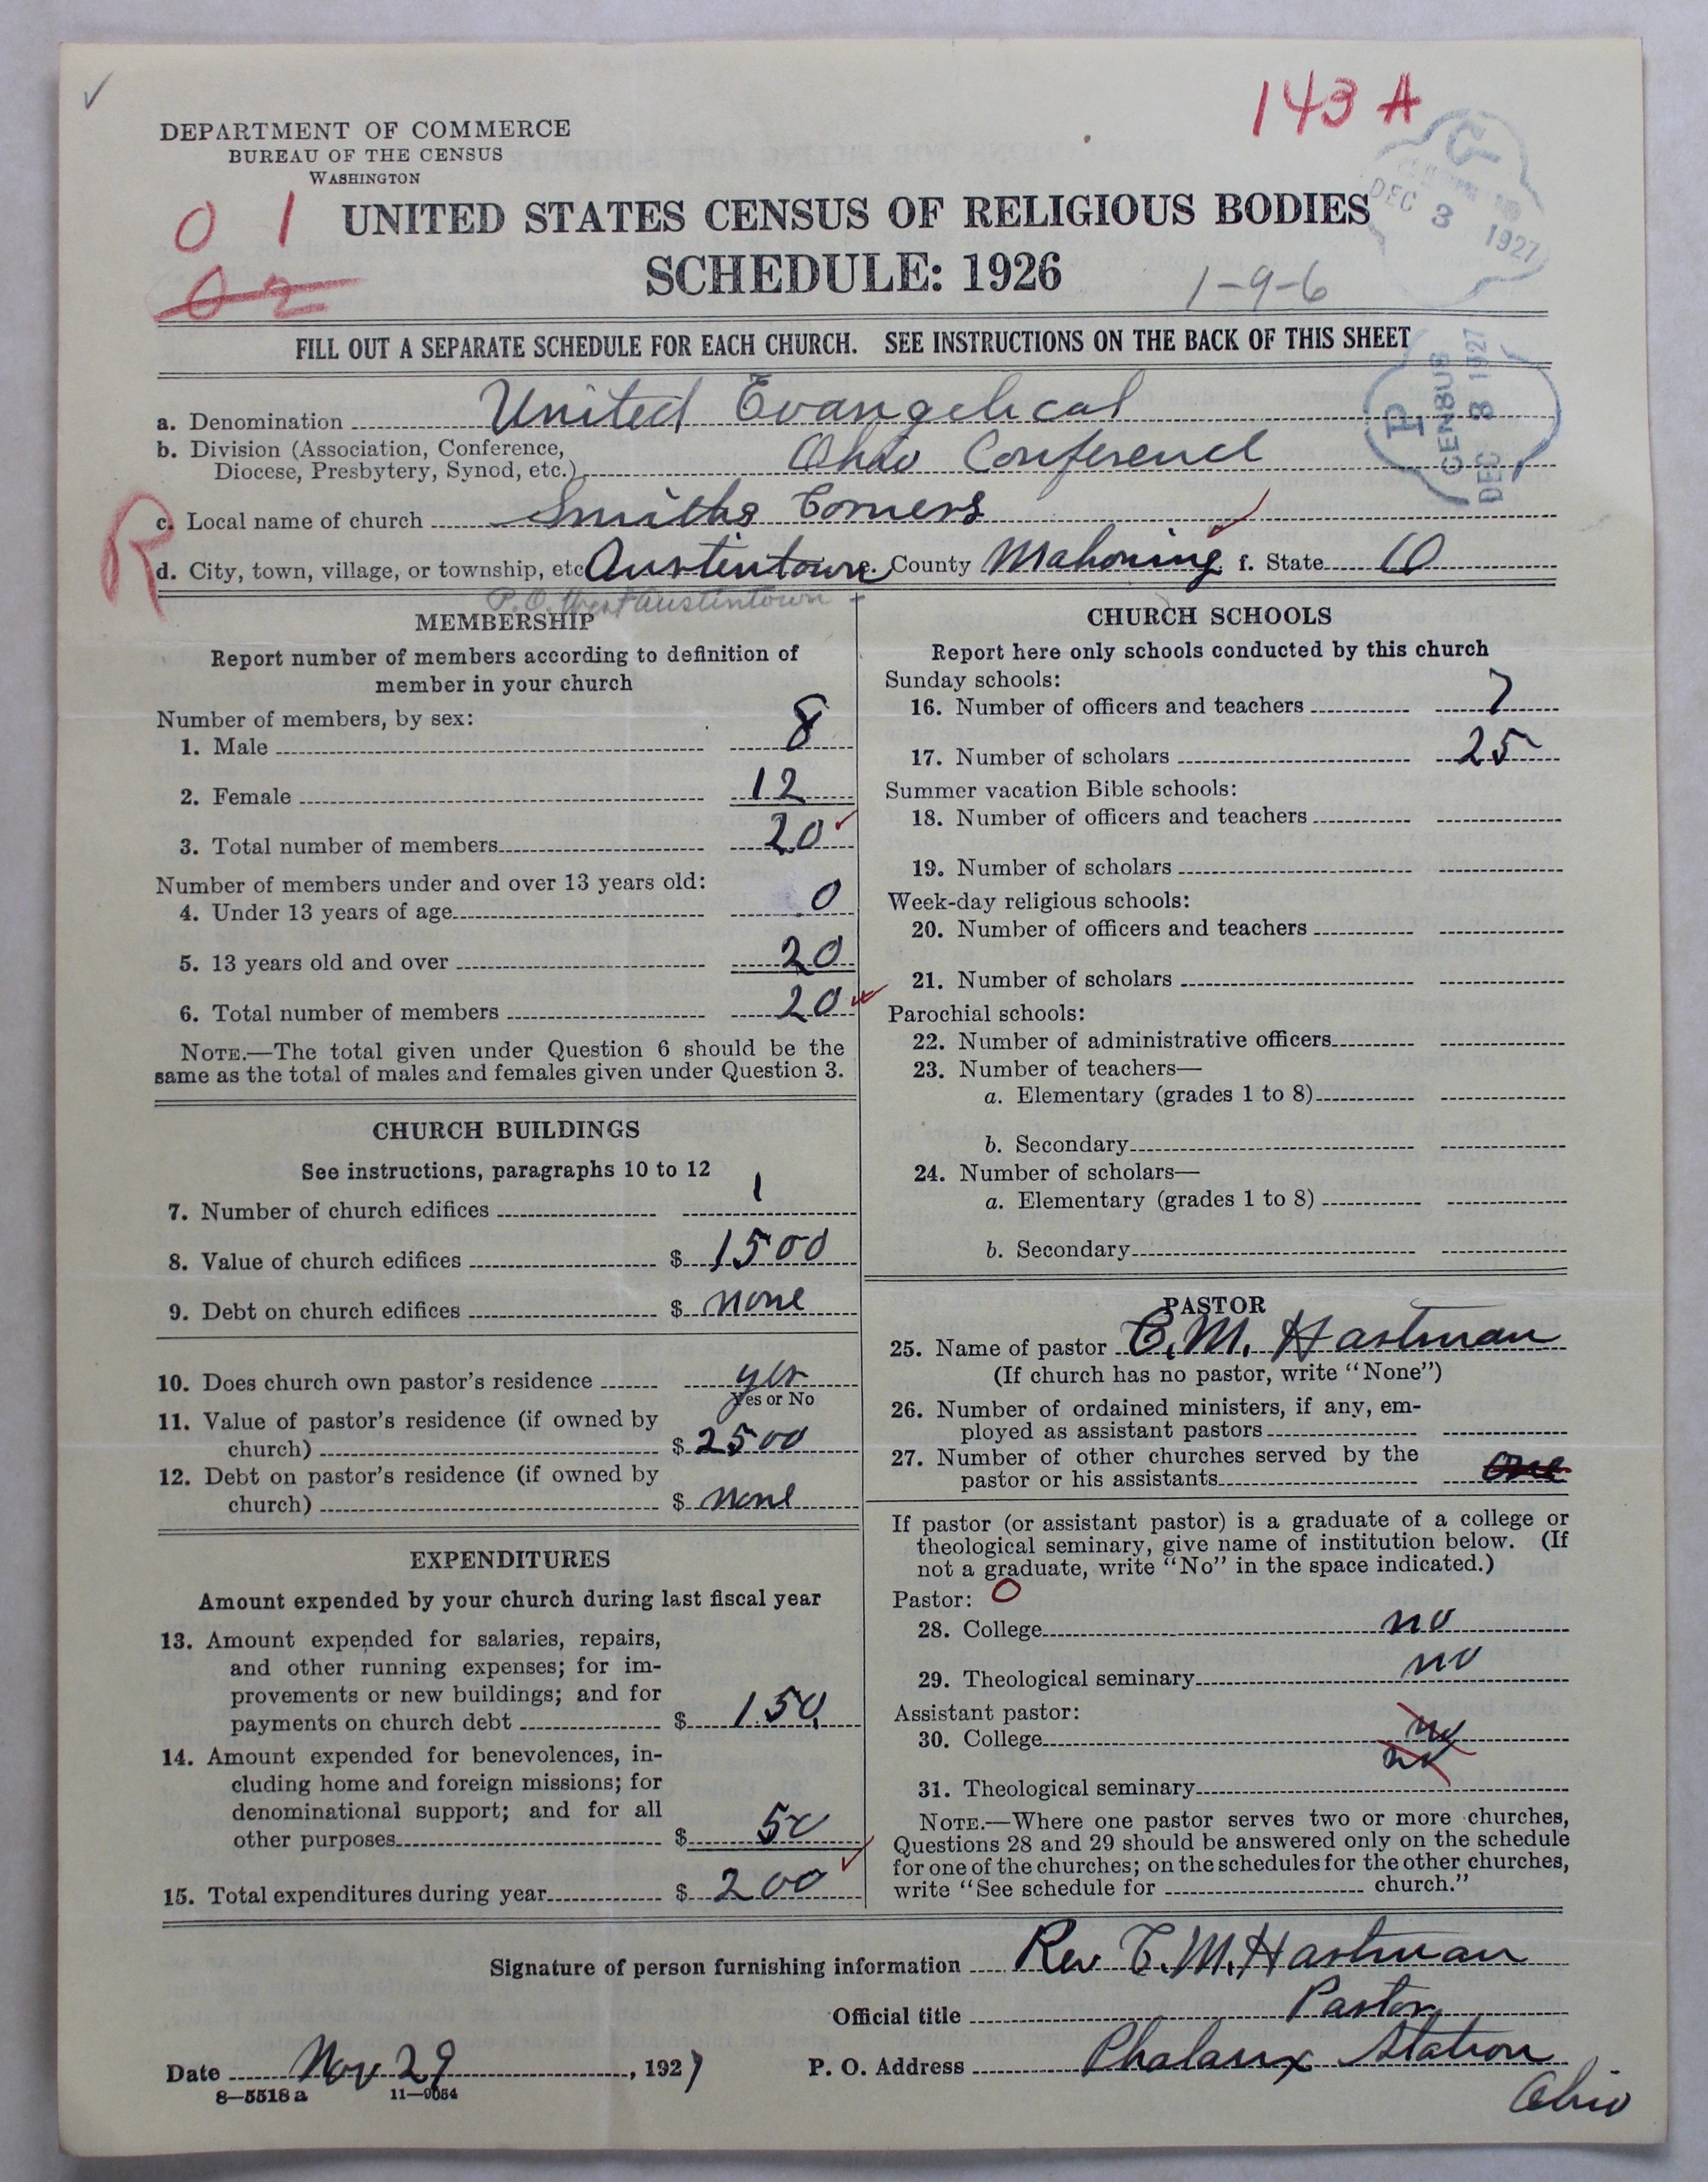 143 A
DEPARTMENT OF COMMERCE
BUREAU OF THE CENSUS
WASHINGTON
G
DEC 3 1927
0 1
UNITED STATES CENSUS OF RELIGIOUS BODIES
02
SCHEDULE: 1926
1-9-6
FILL OUT A SEPARATE SCHEDULE FOR EACH CHURCH. SEE INSTRUCTIONS ON THE BACK OF THIS SHEET
P CENSUS DEC 3 1927
a. Denomination United Evangelical
b. Division (Association, Conference,
Diocese, Presbytery, Synod, etc.) Ohio Conference
R
c. Local name of church Smiths Corners
d. City, town, village, or township, etc. Austintown e. County Mahoning f. State O
P.O. West Austintown
MEMBERSHIP
Report number of members according to definition of
member in your church
Number of members, by sex:
1. Male 8
2. Female 12
3. Total number of members 20
Number of members under and over 13 years old:
4. Under 13 years of age 0
5. 13 years old and over 20
6. Total number of members 20
NOTE.—The total given under Question 6 should be the
same as the total of males and females given under Question 3.
CHURCH BUILDINGS
See instructions, paragraphs 10 to 12
7. Number of church edifices 1
8. Value of church edifices $ 1500
9. Debt on church edifices $ none
10. Does church own pastor's residence yes
Yes or No
11. Value of pastor's residence (if owned by
church) $ 2500
12. Debt on pastor's residence (if owned by
church) $ none
EXPENDITURES
Amount expended by your church during last fiscal year
13. Amount expended for salaries, repairs,
and other running expenses; for im-
provements or new buildings; and for
payments on church debt $ 150
14. Amount expended for benevolences, in-
cluding home and foreign missions; for
denominational support; and for all
other purposes $ 50
15. Total expenditures during year $ 200
CHURCH SCHOOLS
Report here only schools conducted by this church
Sunday schools:
16. Number of officers and teachers 7
17. Number of scholars 25
Summer vacation Bible schools:
18. Number of officers and teachers
19. Number of scholars
Week-day religious schools:
20. Number of officers and teachers
21. Number of scholars
Parochial schools:
22. Number of administrative officers
23. Number of teachers—
a. Elementary (grades 1 to 8)
b. Secondary
24. Number of scholars—
a. Elementary (grades 1 to 8)
b. Secondary
PASTOR
25. Name of pastor C. M. Hartman
(If church has no pastor, write "None")
26. Number of ordained ministers, if any, em-
ployed as assistant pastors
27. Number of other churches served by the
pastor or his assistants one
If pastor (or assistant pastor) is a graduate of a college or
theological seminary, give name of institution below. (If
not a graduate, write "No" in the space indicated.)
Pastor: O
28. College no
29. Theological seminary no
Assistant pastor:
30. College no
no
31. Theological seminary
NOTE.—Where one pastor serves two or more churches,
Questions 28 and 29 should be answered only on the schedule
for one of the churches; on the schedules for the other churches,
write "See schedule for church."
Signature of person furnishing information Rev C. M. Hartman
Official title Pastor
Date Nov 29, 1927 P. O. Address Phalanx Station
Ohio
8—5518 a 11—9054